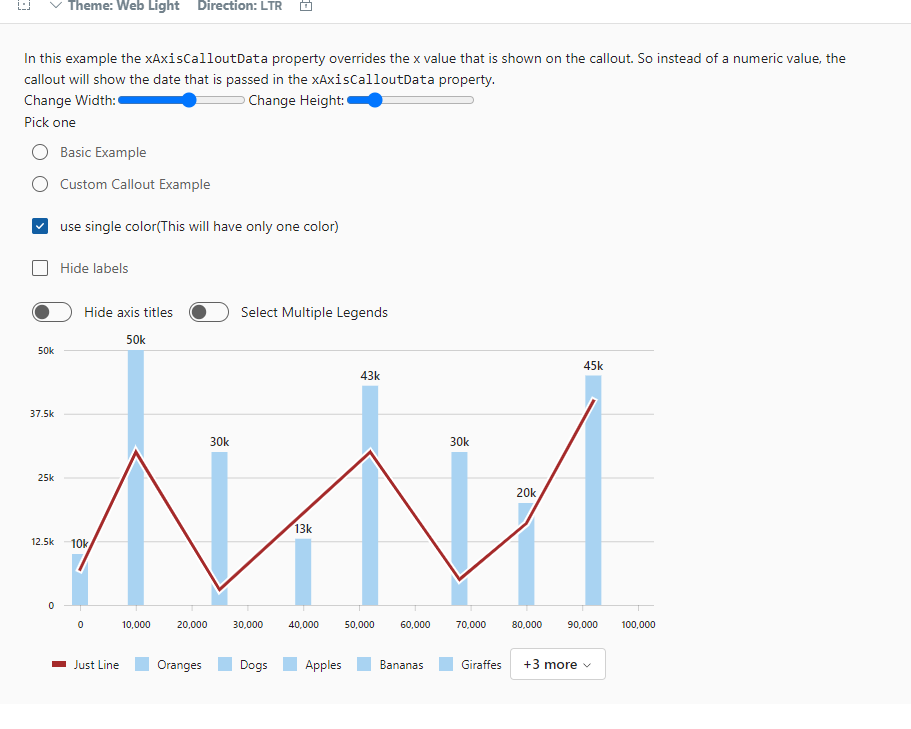 Theme: Web Light Direction: LTR
In this example the xAxisCalloutData property overrides the x value that is shown on the callout. So instead of a numeric value, the
callout will show the date that is passed in the xAxisCalloutData property.
Change Width: Change Height:
Pick one
Basic Example
Custom Callout Example
use single color(This will have only one color)
Hide labels
Hide axis titles Select Multiple Legends
50k
50k
43k
45k
37.5k
30k
30k
25k
20k
13k
12.5k
10k
0
0 10,000 20,000 30,000 40,000 50,000 60,000 70,000 80,000 90,000 100,000
Just Line Oranges Dogs Apples Bananas Giraffes +3 more